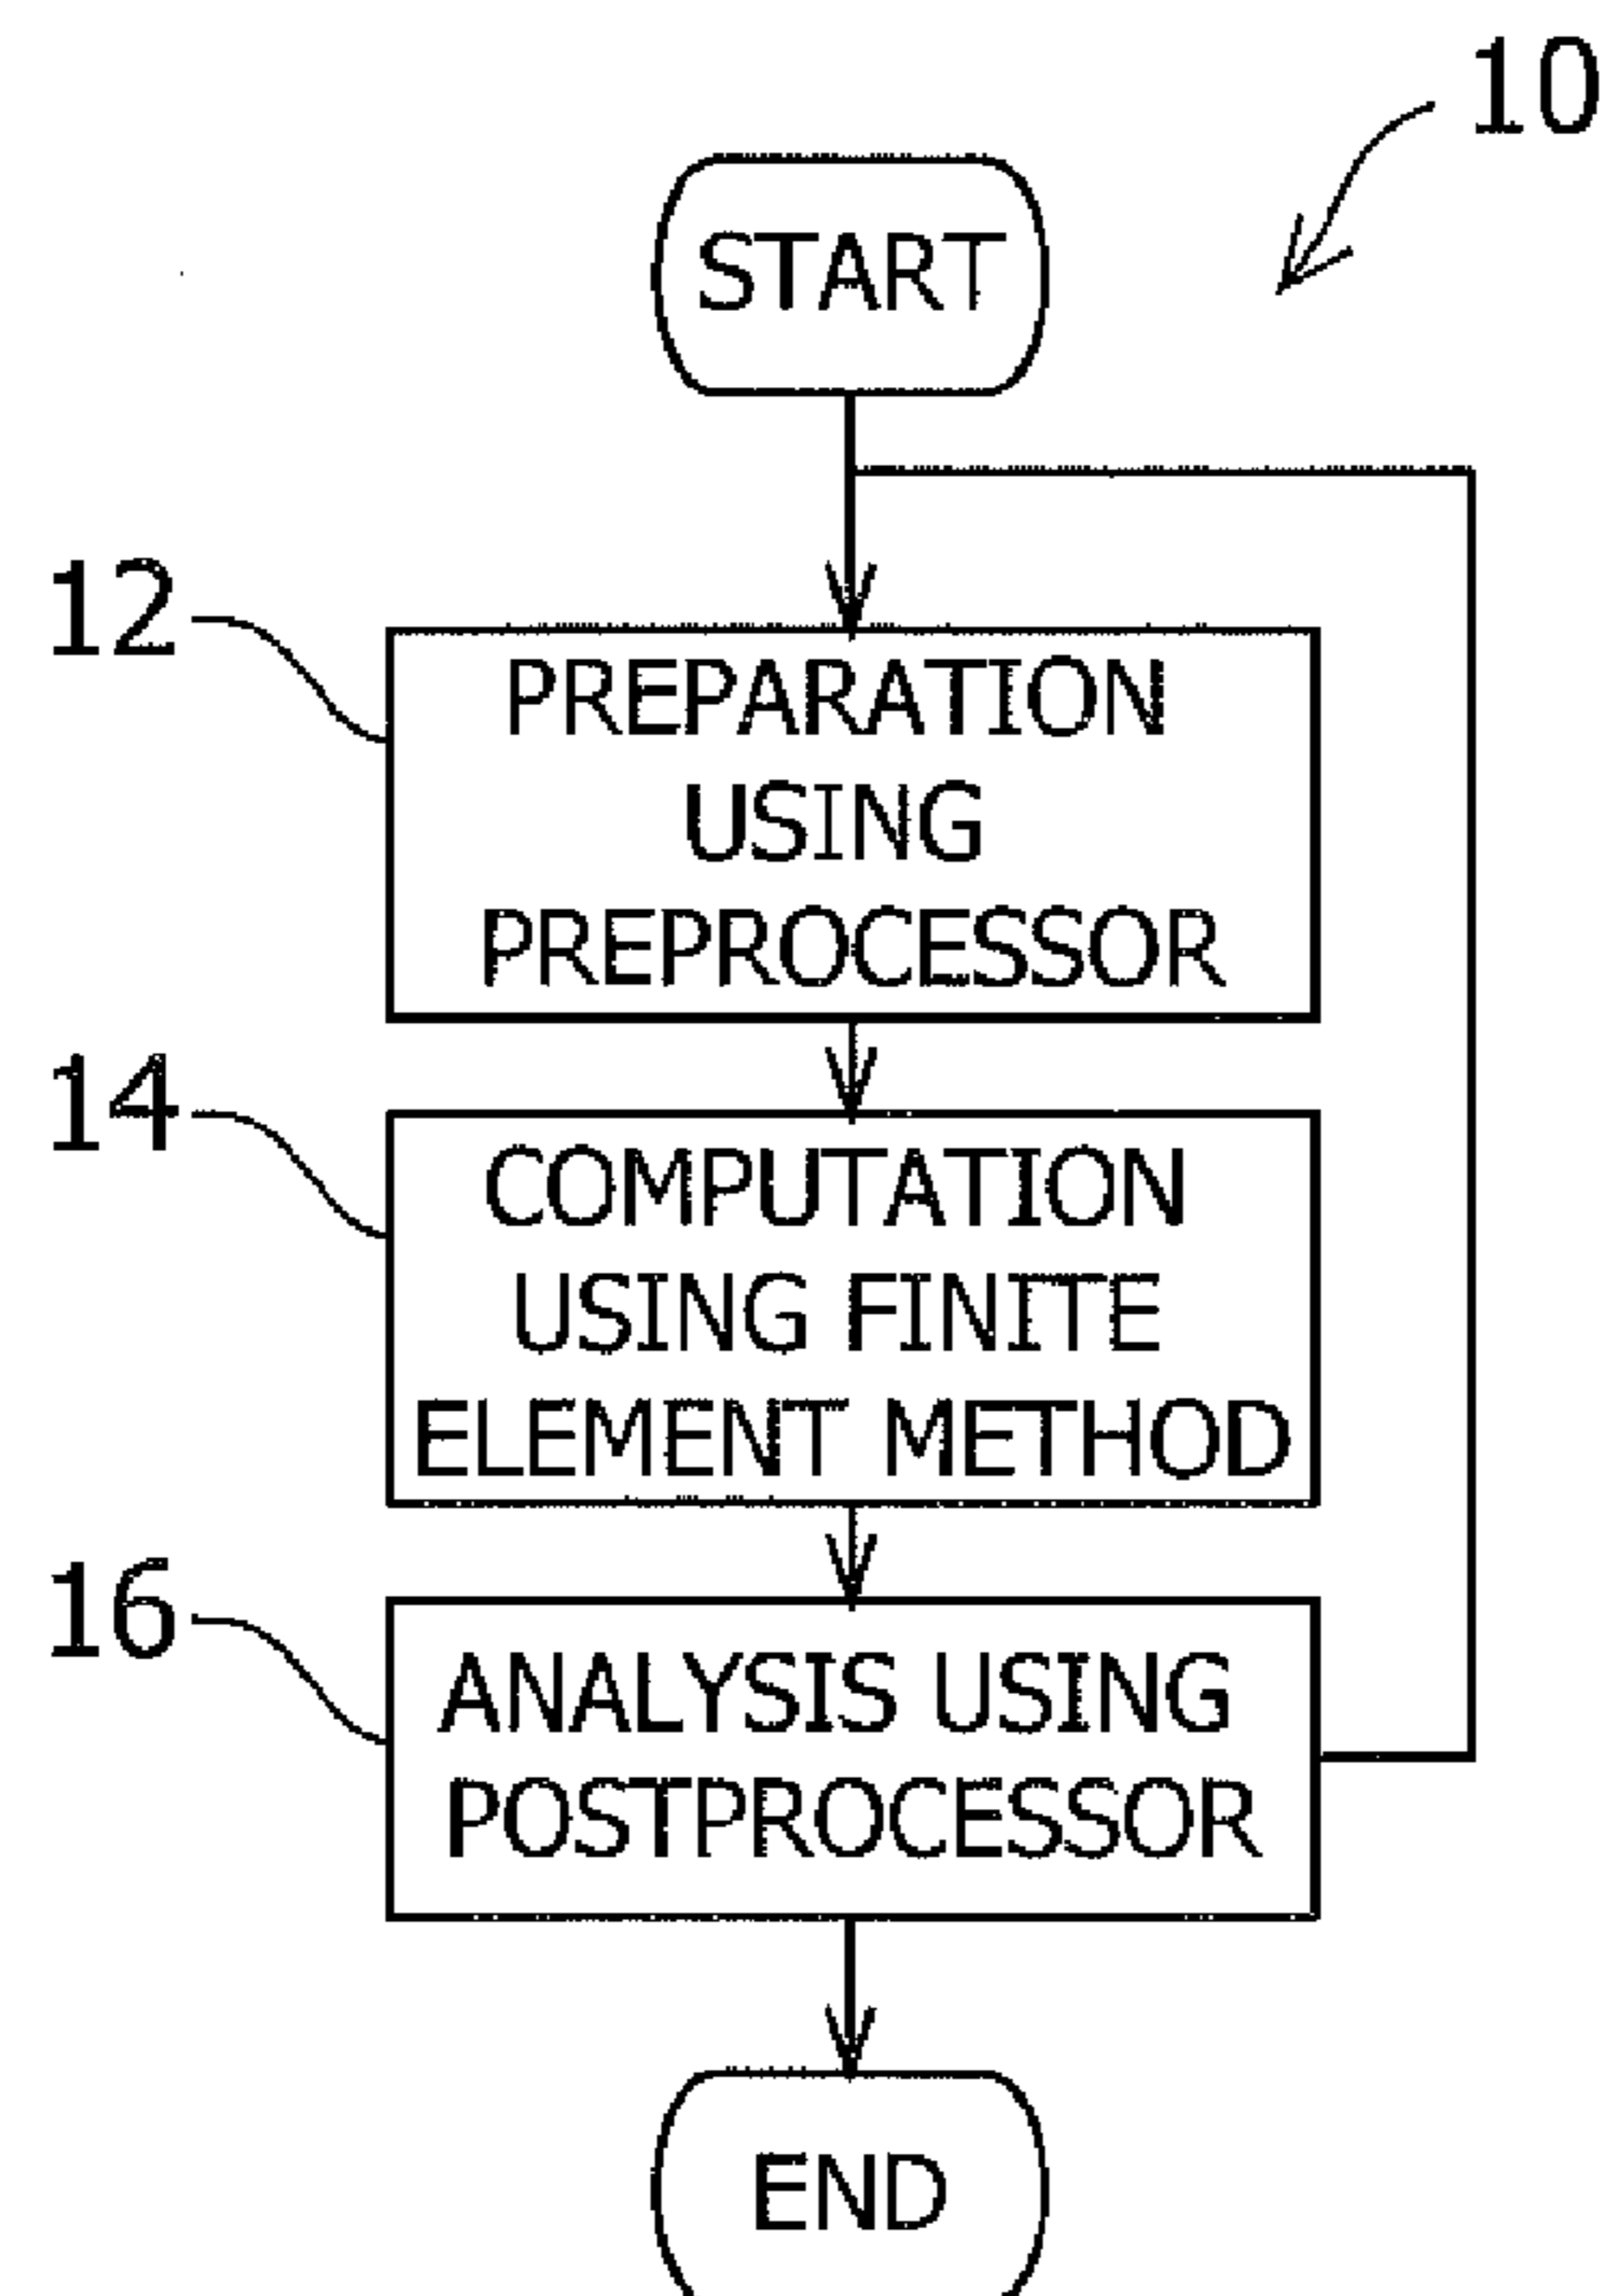 10
START
12
PREPARATION
USING
PREPROCESSOR
14
COMPUTATION
USING FINITE
ELEMENT METHOD
16
ANALYSIS USING
POSTPROCESSOR
END